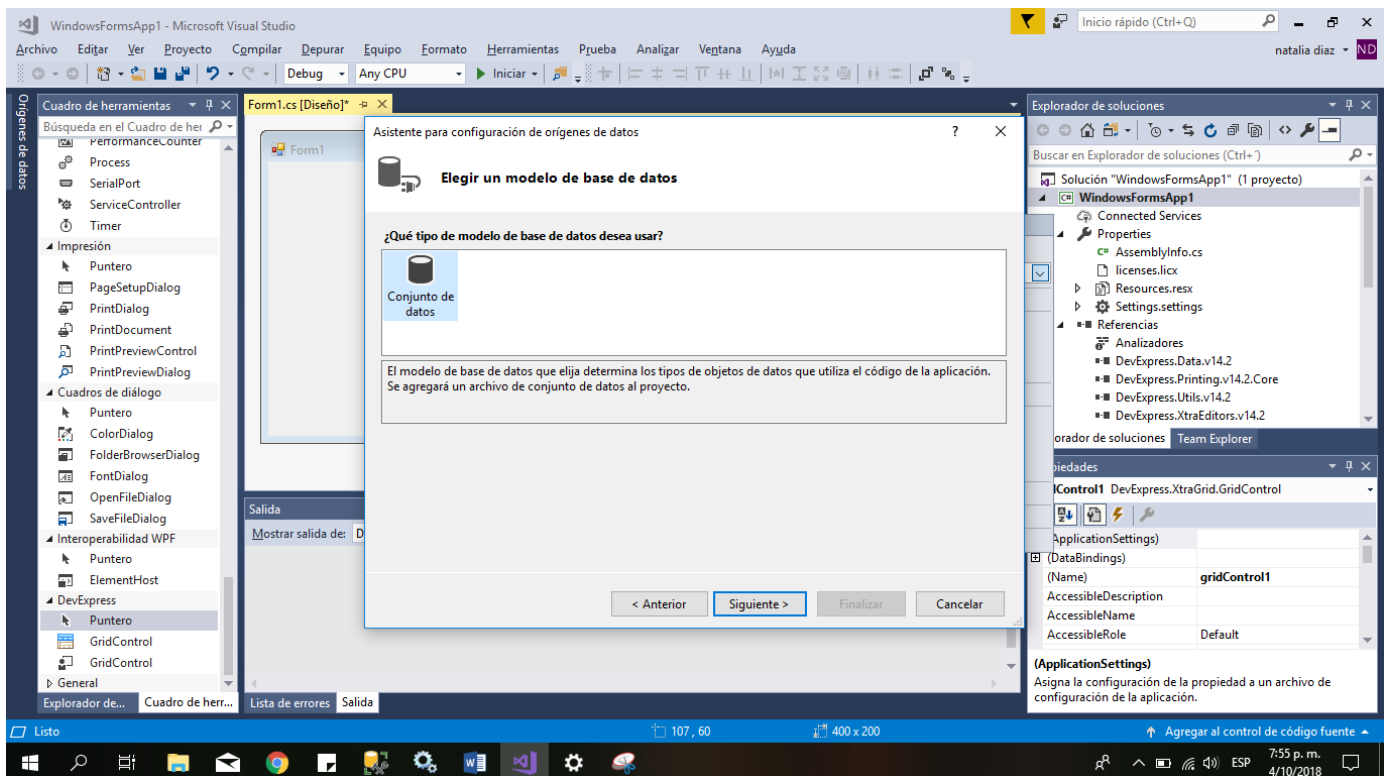 WindowsFormsApp1 - Microsoft Visual Studio
Inicio rápido (Ctrl+Q)
Archivo Editar Ver Proyecto Compilar Depurar Equipo Formato Herramientas Prueba Analizar Ventana Ayuda
natalia diaz ND
Debug Any CPU Iniciar
Orígenes de datos
Cuadro de herramientas
Búsqueda en el Cuadro de her
PerformanceCounter
Process
SerialPort
ServiceController
Timer
Impresión
Puntero
PageSetupDialog
PrintDialog
PrintDocument
PrintPreviewControl
PrintPreviewDialog
Cuadros de diálogo
Puntero
ColorDialog
FolderBrowserDialog
FontDialog
OpenFileDialog
SaveFileDialog
Interoperabilidad WPF
Puntero
ElementHost
DevExpress
Puntero
GridControl
GridControl
General
Explorador de... Cuadro de herr...
Form1.cs [Diseño]*
Form1
Asistente para configuración de orígenes de datos
Elegir un modelo de base de datos
¿Qué tipo de modelo de base de datos desea usar?
Conjunto de
datos
El modelo de base de datos que elija determina los tipos de objetos de datos que utiliza el código de la aplicación.
Se agregará un archivo de conjunto de datos al proyecto.
< Anterior Siguiente > Finalizar Cancelar
Salida
Mostrar salida de: D
Lista de errores Salida
Explorador de soluciones
Buscar en Explorador de soluciones (Ctrl+´)
Solución "WindowsFormsApp1" (1 proyecto)
WindowsFormsApp1
Connected Services
Properties
AssemblyInfo.cs
licenses.licx
Resources.resx
Settings.settings
Referencias
Analizadores
DevExpress.Data.v14.2
DevExpress.Printing.v14.2.Core
DevExpress.Utils.v14.2
DevExpress.XtraEditors.v14.2
orador de soluciones Team Explorer
piedades
lControl1 DevExpress.XtraGrid.GridControl
ApplicationSettings)
(DataBindings)
(Name) gridControl1
AccessibleDescription
AccessibleName
AccessibleRole Default
(ApplicationSettings)
Asigna la configuración de la propiedad a un archivo de
configuración de la aplicación.
Listo 107 , 60 400 x 200 Agregar al control de código fuente
ESP
7:55 p. m.
4/10/2018